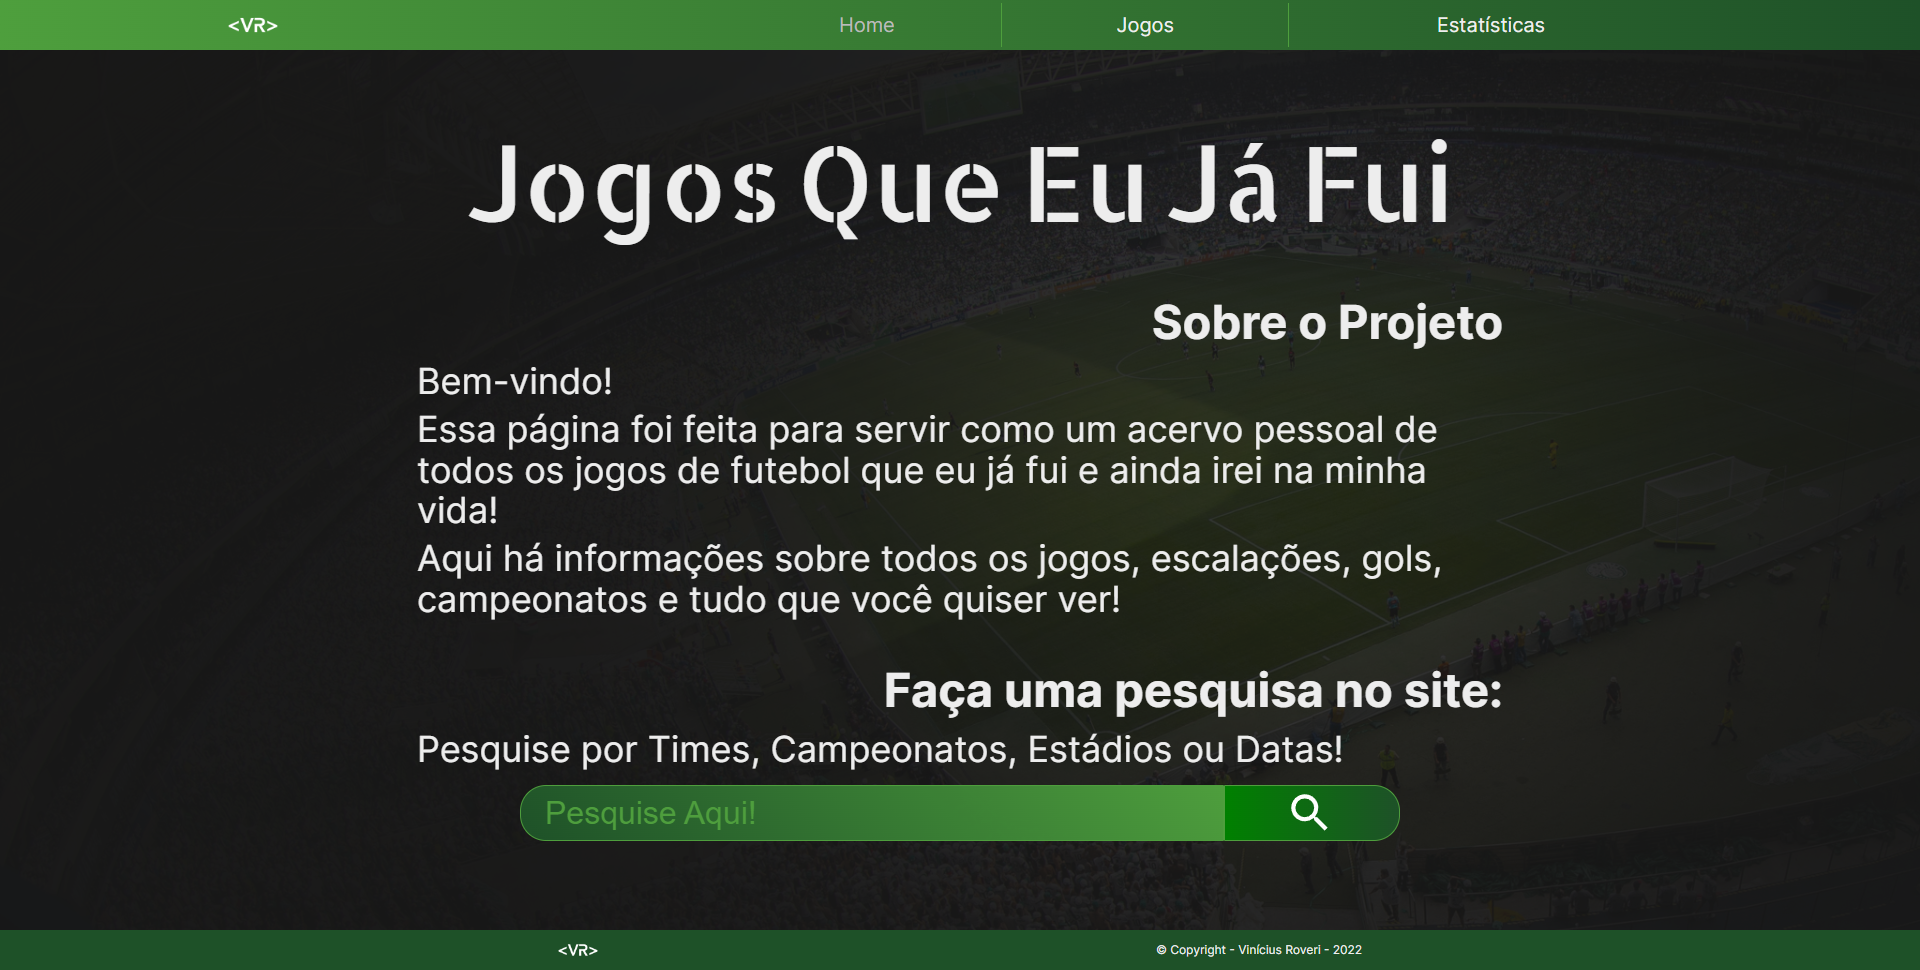 <VR>
Home
Jogos
Estatísticas
Jogos Que Eu Já Fui
Sobre o Projeto
Bem-vindo!
Essa página foi feita para servir como um acervo pessoal de
todos os jogos de futebol que eu já fui e ainda irei na minha
vida!
Aqui há informações sobre todos os jogos, escalações, gols,
campeonatos e tudo que você quiser ver!
Faça uma pesquisa no site:
Pesquise por Times, Campeonatos, Estádios ou Datas!
Pesquise Aqui!
<VR>
© Copyright - Vinícius Roveri - 2022